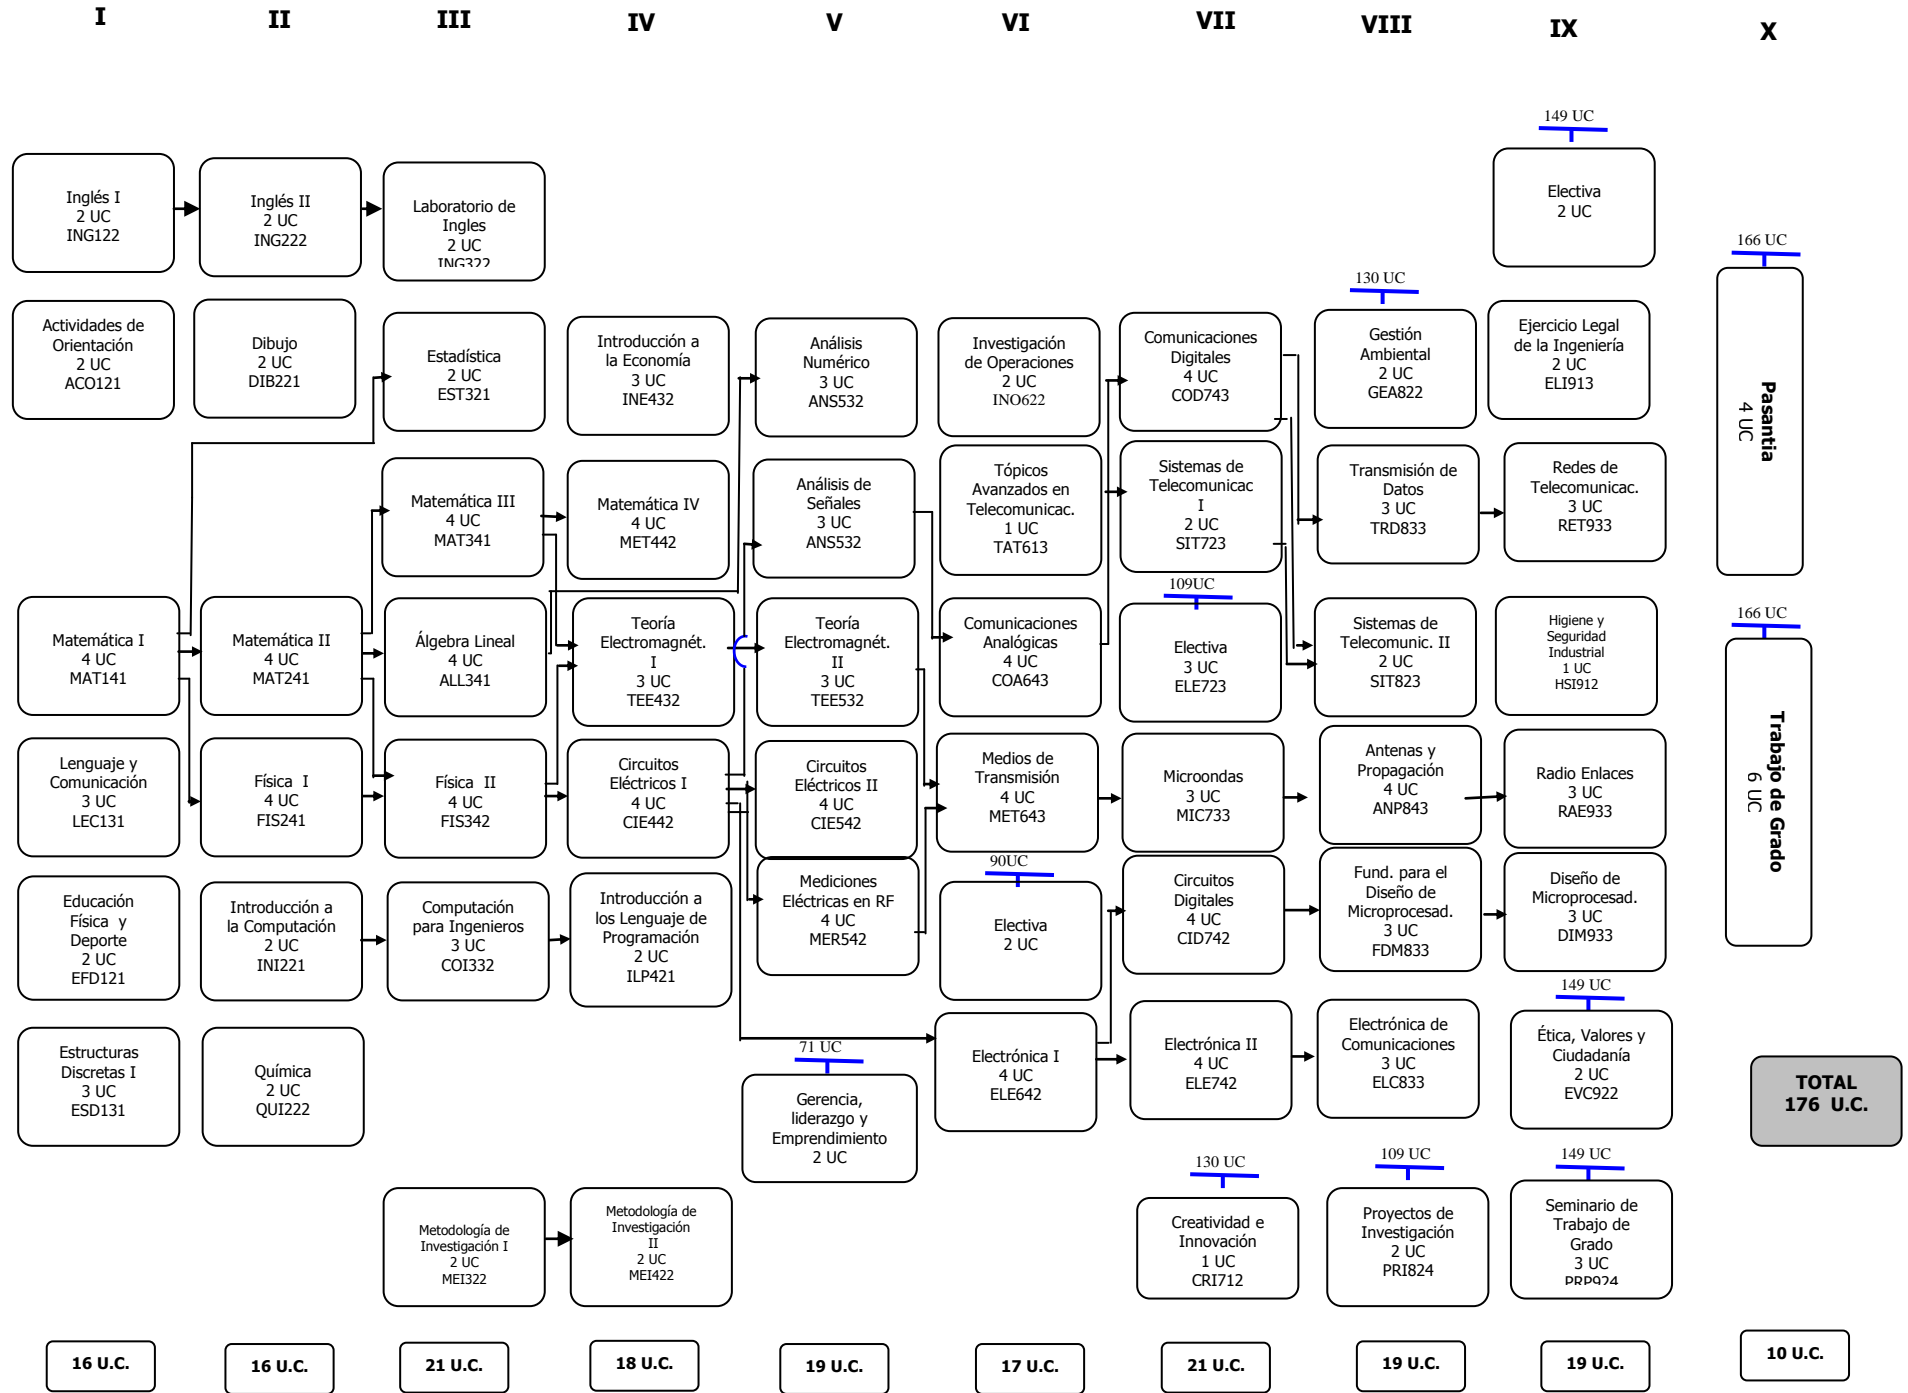 I
II
III
IV
V
VI
VII
VIII
IX
X
149 UC
Inglés I
2 UC
ING122
Inglés II
2 UC
ING222
Laboratorio de
Ingles
2 UC
ING322
Electiva
2 UC
166 UC
130 UC
Actividades de
Orientación
2 UC
ACO121
Dibujo
2 UC
DIB221
Estadística
2 UC
EST321
Introducción a
la Economía
3 UC
INE432
Análisis
Numérico
3 UC
ANS532
Investigación
de Operaciones
2 UC
INO622
Comunicaciones
Digitales
4 UC
COD743
Gestión
Ambiental
2 UC
GEA822
Ejercicio Legal
de la Ingeniería
2 UC
ELI913
Pasantia
4 UC
Matemática III
4 UC
MAT341
Matemática IV
4 UC
MET442
Análisis de
Señales
3 UC
ANS532
Tópicos
Avanzados en
Telecomunicac.
1 UC
TAT613
Sistemas de
Telecomunicac
I
2 UC
SIT723
Transmisión de
Datos
3 UC
TRD833
Redes de
Telecomunicac.
3 UC
RET933
109UC
166 UC
Matemática I
4 UC
MAT141
Matemática II
4 UC
MAT241
Álgebra Lineal
4 UC
ALL341
Teoría
Electromagnét.
I
3 UC
TEE432
Teoría
Electromagnét.
II
3 UC
TEE532
Comunicaciones
Analógicas
4 UC
COA643
Electiva
3 UC
ELE723
Sistemas de
Telecomunic. II
2 UC
SIT823
Higiene y
Seguridad
Industrial
1 UC
HSI912
Trabajo de Grado
6 UC
Lenguaje y
Comunicación
3 UC
LEC131
Física  I
4 UC
FIS241
Física  II
4 UC
FIS342
Circuitos
Eléctricos I
4 UC
CIE442
Circuitos
Eléctricos II
4 UC
CIE542
Medios de
Transmisión
4 UC
MET643
Microondas
3 UC
MIC733
Antenas y
Propagación
4 UC
ANP843
Radio Enlaces
3 UC
RAE933
90UC
Educación
Física  y
Deporte
2 UC
EFD121
Introducción a
la Computación
2 UC
INI221
Computación
para Ingenieros
3 UC
COI332
Introducción a
los Lenguaje de
Programación
2 UC
ILP421
Mediciones
Eléctricas en RF
4 UC
MER542
Electiva
2 UC
Circuitos
Digitales
4 UC
CID742
Fund. para el
Diseño de
Microprocesad.
3 UC
FDM833
Diseño de
Microprocesad.
3 UC
DIM933
149 UC
71 UC
Estructuras
Discretas I
3 UC
ESD131
Química
2 UC
QUI222
Gerencia,
liderazgo y
Emprendimiento
2 UC
Electrónica I
4 UC
ELE642
Electrónica II
4 UC
ELE742
Electrónica de
Comunicaciones
3 UC
ELC833
Ética, Valores y
Ciudadanía
2 UC
EVC922
TOTAL
176  U.C.
130 UC
109 UC
149 UC
Metodología de
Investigación I
2 UC
MEI322
Metodología de
Investigación
II
2 UC
MEI422
Creatividad e
Innovación
1 UC
CRI712
Proyectos de
Investigación
2 UC
PRI824
Seminario de
Trabajo de
Grado
3 UC
PRP924
16 U.C.
16 U.C.
21 U.C.
18 U.C.
19 U.C.
17 U.C.
21 U.C.
19 U.C.
19 U.C.
10 U.C.